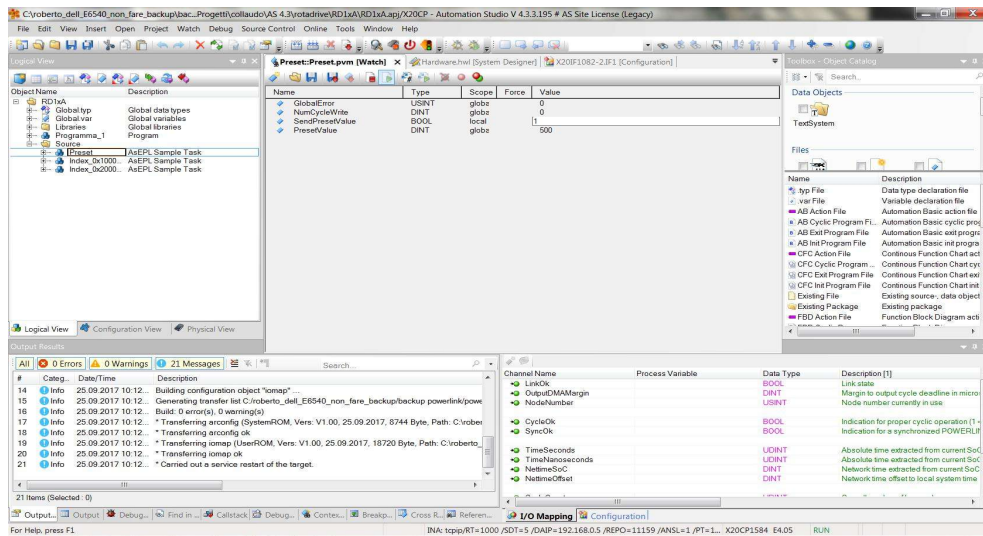 C:\roberto_dell_E6540_non_fare_backup\bac...Progetti\collaudo\AS 4.3\rotadrive\RD1xA\RD1xA.apj/X20CP - Automation Studio V 4.3.3.195 # AS Site License (Legacy)
File Edit View Insert Open Project Watch Debug Source Control Online Tools Window Help
Logical View
Preset::Preset.pvm [Watch] Hardware.hwl [System Designer] X20IF1082-2.IF1 [Configuration]
Toolbox - Object Catalog
Object Name Description
RD1xA
Global.typ Global data types
Global.var Global variables
Libraries Global libraries
Programma_1 Program
Source
Preset AsEPL Sample Task
Index_0x1000... AsEPL Sample Task
Index_0x2000... AsEPL Sample Task
Logical View Configuration View Physical View
Name Type Scope Force Value
GlobalError USINT globa 0
NumCycleWrite DINT globa 0
SendPresetValue BOOL local 1
PresetValue DINT globa 500
Search...
Data Objects
TextSystem
Files
Name Description
.typ File Data type declaration file
.var File Variable declaration file
AB Action File Automation Basic action file
AB Cyclic Program Fi... Automation Basic cyclic prog
AB Exit Program File Automation Basic exit progra
AB Init Program File Automation Basic init progra
CFC Action File Continous Function Chart act
CFC Cyclic Program ... Continous Function Chart cyc
CFC Exit Program File Continous Function Chart exi
CFC Init Program File Continous Function Chart init
Existing File Existing source-, data object
Existing Package Existing package
FBD Action File Function Block Diagram acti
Output Results
All 0 Errors 0 Warnings 21 Messages Search...
# Categ... Date/Time Description
14 Info 25.09.2017 10:12... Building configuration object "iomap" ...
15 Info 25.09.2017 10:12... Generating transfer list C:/roberto_dell_E6540_non_fare_backup/backup powerlink/powe
16 Info 25.09.2017 10:12... Build: 0 error(s), 0 warning(s)
17 Info 25.09.2017 10:12... * Transferring arconfig (SystemROM, Vers: V1.00, 25.09.2017, 8744 Byte, Path: C:\rober
18 Info 25.09.2017 10:12... * Transferring arconfig ok
19 Info 25.09.2017 10:12... * Transferring iomap (UserROM, Vers: V1.00, 25.09.2017, 18720 Byte, Path: C:\roberto_
20 Info 25.09.2017 10:12... * Transferring iomap ok
21 Info 25.09.2017 10:12... * Carried out a service restart of the target.
21 Items (Selected : 0)
Output... Output Debug... Find in ... Callstack Debug... Contex... Breakp... Cross R... Referen...
Channel Name Process Variable Data Type Description [1]
LinkOk BOOL Link state
OutputDMAMargin DINT Margin to output cycle deadline in micro
NodeNumber USINT Node number currently in use
CycleOk BOOL Indication for proper cyclic operation (1 =
SyncOk BOOL Indication for a synchronized POWERLIN
TimeSeconds UDINT Absolute time extracted from current SoC
TimeNanoseconds UDINT Absolute time extracted from current SoC
NettimeSoC DINT Network time extracted from current SoC
NettimeOffset DINT Network time offset to local system time
I/O Mapping Configuration
For Help, press F1 INA: tcpip/RT=1000 /SDT=5 /DAIP=192.168.0.5 /REPO=11159 /ANSL=1 /PT=1... X20CP1584 E4.05 RUN